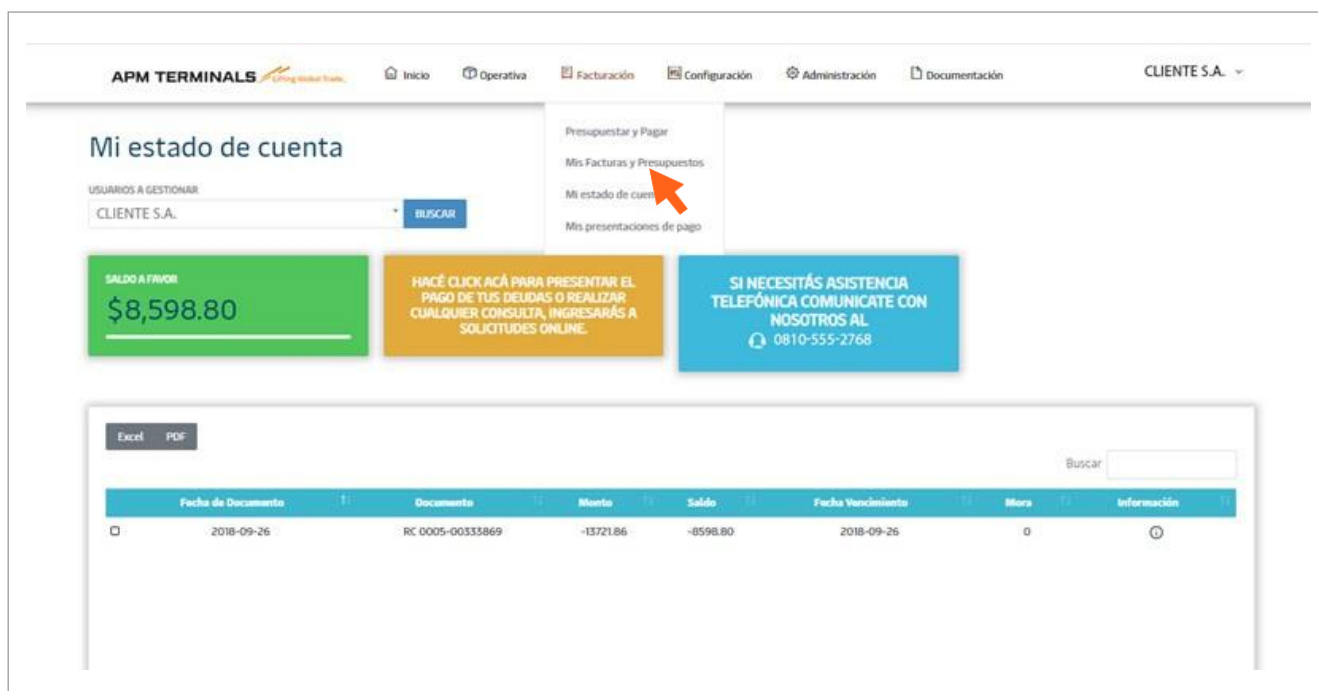 APM TERMINALS Lifting Global Trade.
Inicio
Operativa
Facturación
Configuración
Administración
Documentación
CLIENTE S.A.
Presupuestar y Pagar
Mis Facturas y Presupuestos
Mi estado de
Mis presentaciones de pago
Mi estado de cuenta
USUARIOS A GESTIONAR
CLIENTE S.A.
BUSCAR
SALDO A FAVOR
$8,598.80
HACÉ CLICK ACÁ PARA PRESENTAR EL
PAGO DE TUS DEUDAS O REALIZAR
CUALQUIER CONSULTA, INGRESARÁS A
SOLICITUDES ONLINE.
SI NECESITÁS ASISTENCIA
TELEFÓNICA COMUNICATE CON
NOSOTROS AL
0810-555-2768
Excel PDF
Buscar
Fecha de Documento Documento Monto Saldo Fecha Vencimiento Mora Información
2018-09-26 RC 0005-00333869 -13721.86 -8598.80 2018-09-26 0